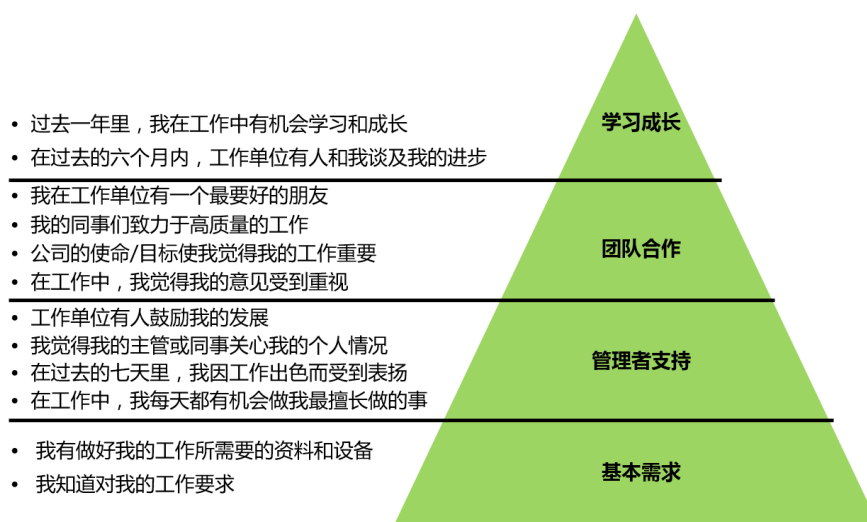 学习成长
• 过去一年里，我在工作中有机会学习和成长
• 在过去的六个月内，工作单位有人和我谈及我的进步
• 我在工作单位有一个最要好的朋友
• 我的同事们致力于高质量的工作
团队合作
• 公司的使命/目标使我觉得我的工作重要
• 在工作中，我觉得我的意见受到重视
• 工作单位有人鼓励我的发展
• 我觉得我的主管或同事关心我的个人情况
管理者支持
• 在过去的七天里，我因工作出色而受到表扬
• 在工作中，我每天都有机会做我最擅长做的事
• 我有做好我的工作所需要的资料和设备
基本需求
• 我知道对我的工作要求